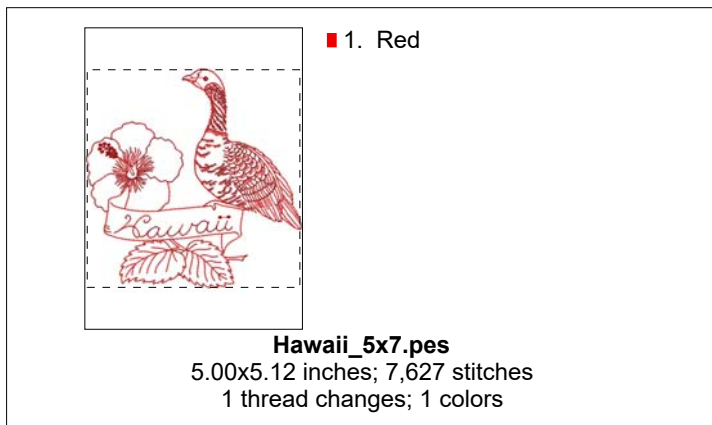 1. Red
Hawaii
Hawaii_5x7.pes
5.00x5.12 inches; 7,627 stitches
1 thread changes; 1 colors